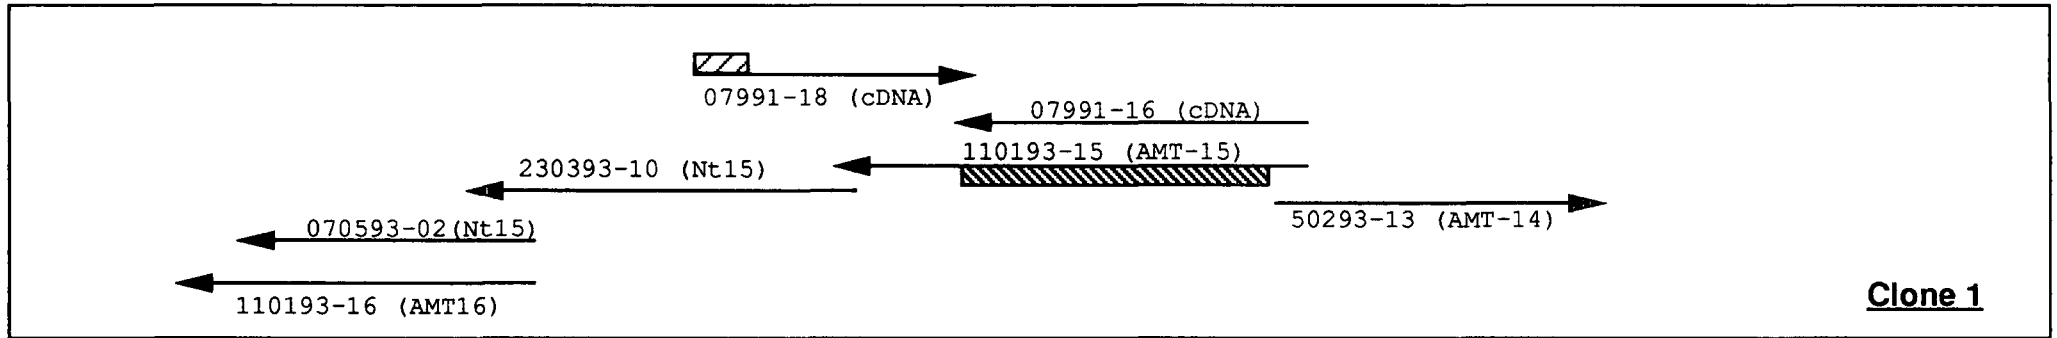 07991-18 (cDNA)
07991-16 (cDNA)
110193-15 (AMT-15)
230393-10 (Nt15)
50293-13 (AMT-14)
070593-02(Nt15)
110193-16 (AMT16)
Clone 1